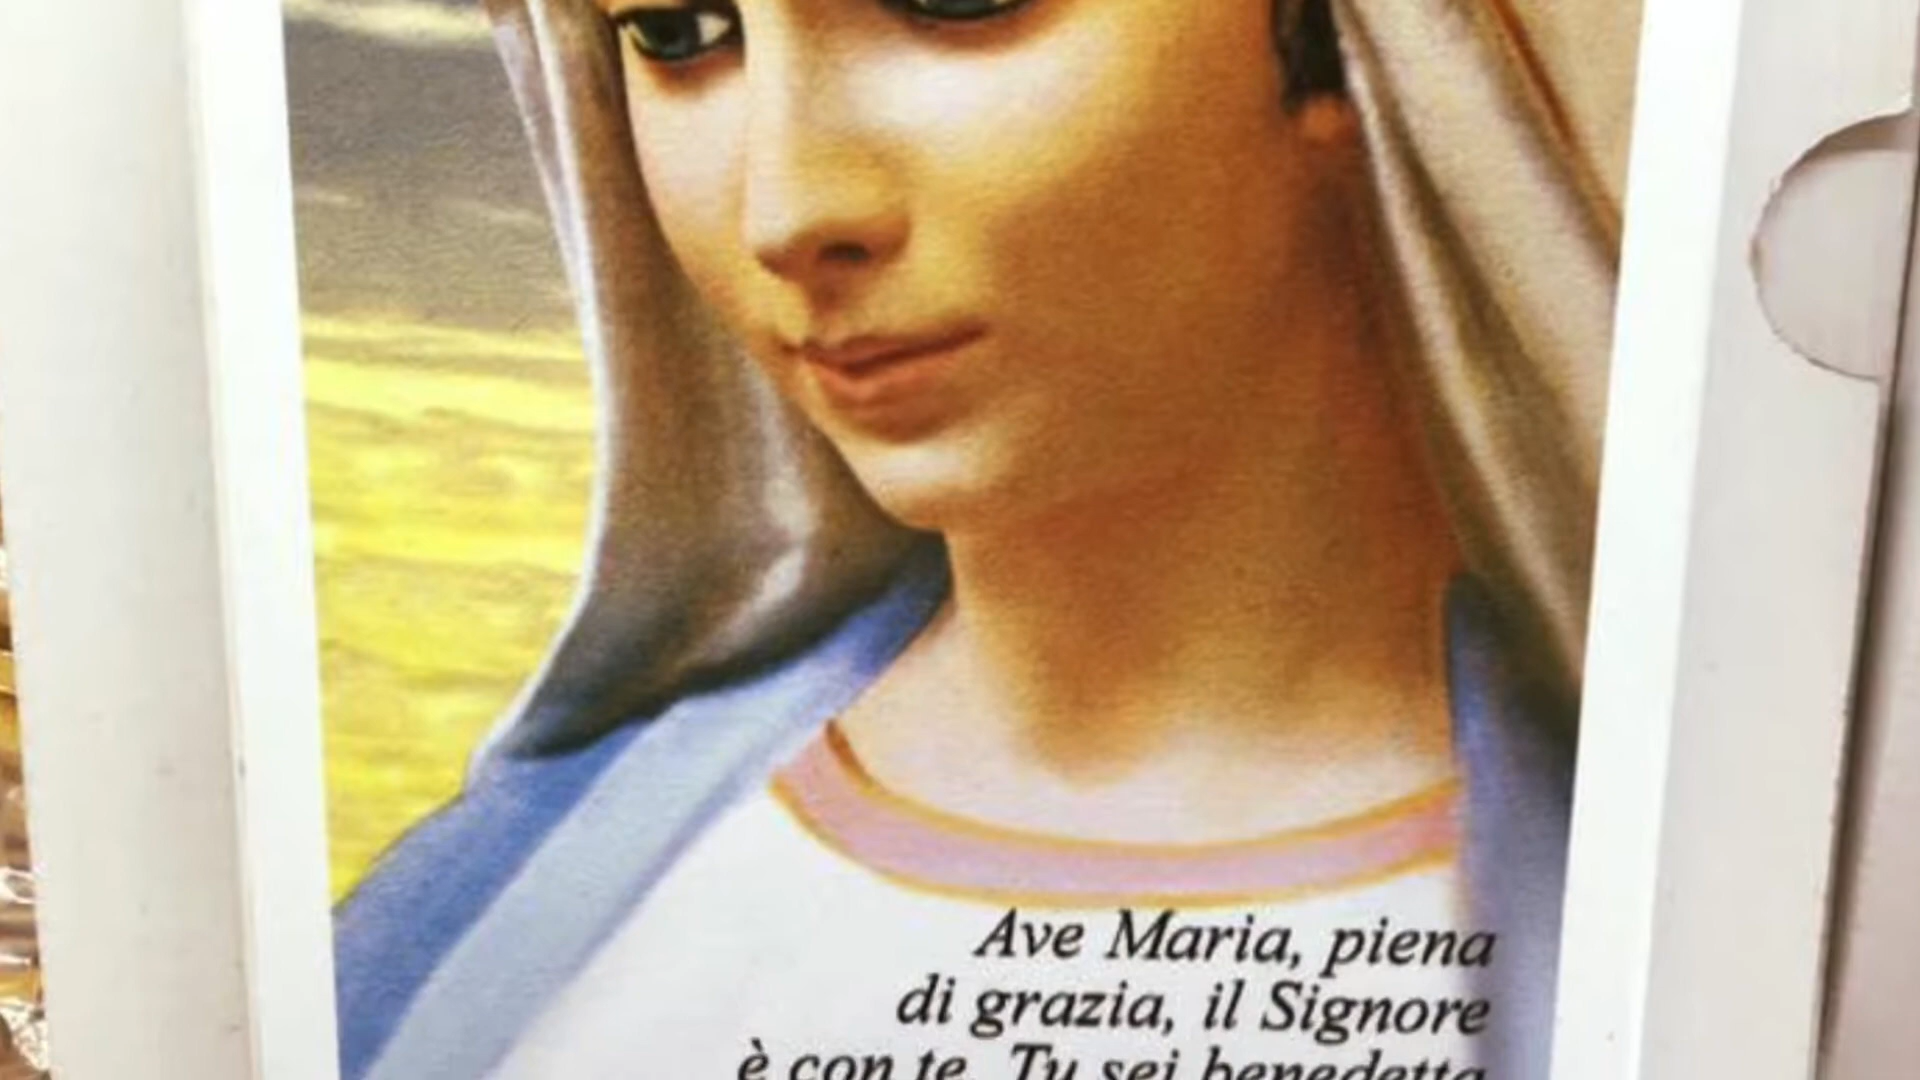 Ave Maria, piena
di grazia, il Signore
è con te. Tu sei benedetta